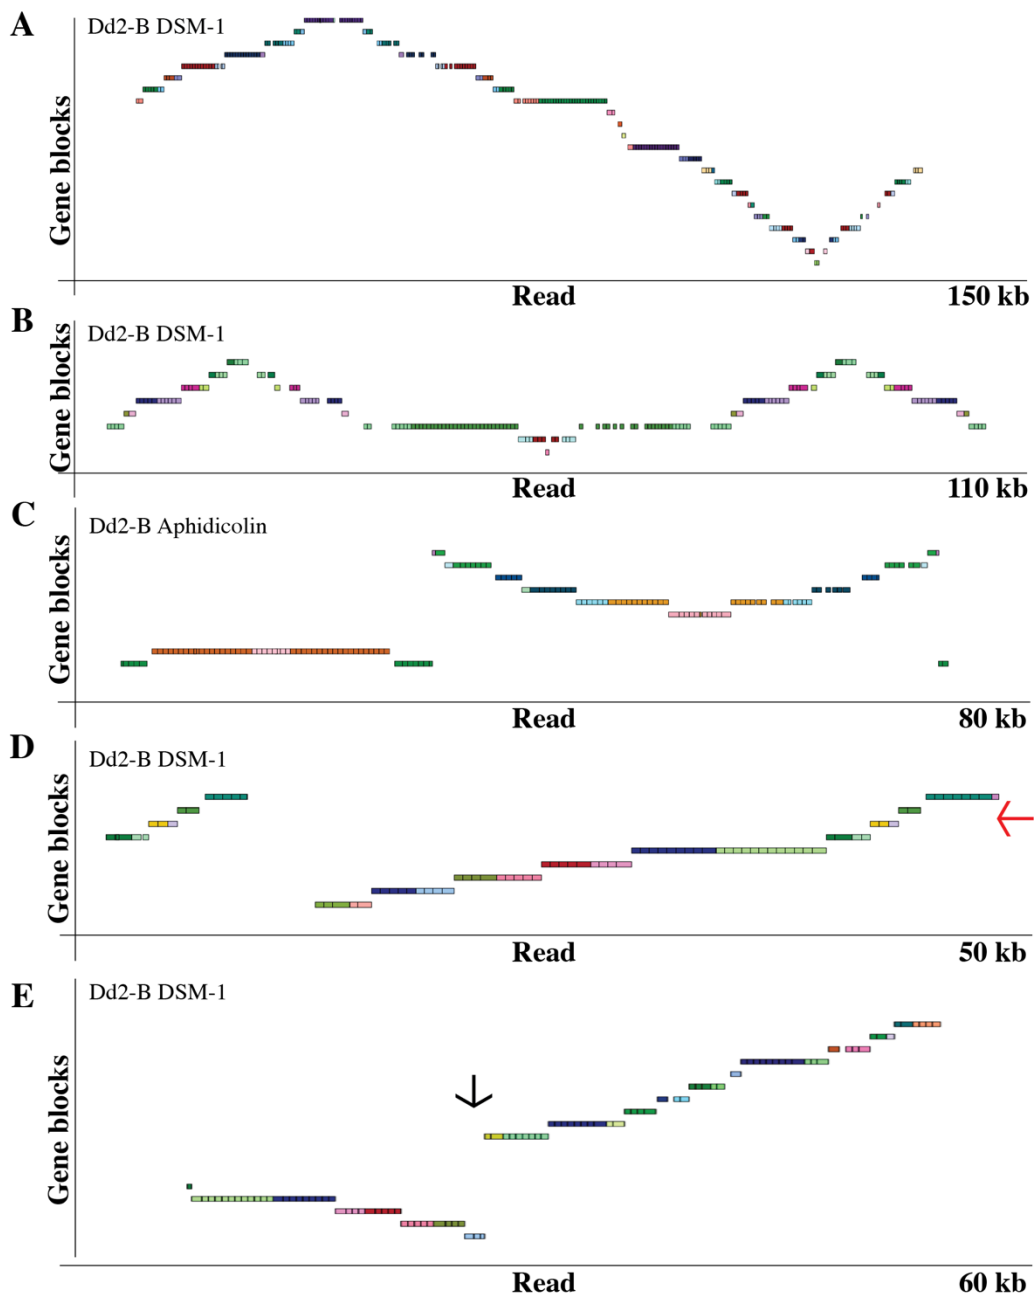 A
Dd2-B DSM-1
Gene blocks
Read
150 kb
B
Dd2-B DSM-1
Gene blocks
Read
110 kb
C
Dd2-B Aphidicolin
Gene blocks
Read
80 kb
D
Dd2-B DSM-1
Gene blocks
Read
50 kb
E
Dd2-B DSM-1
Gene blocks
Read
60 kb